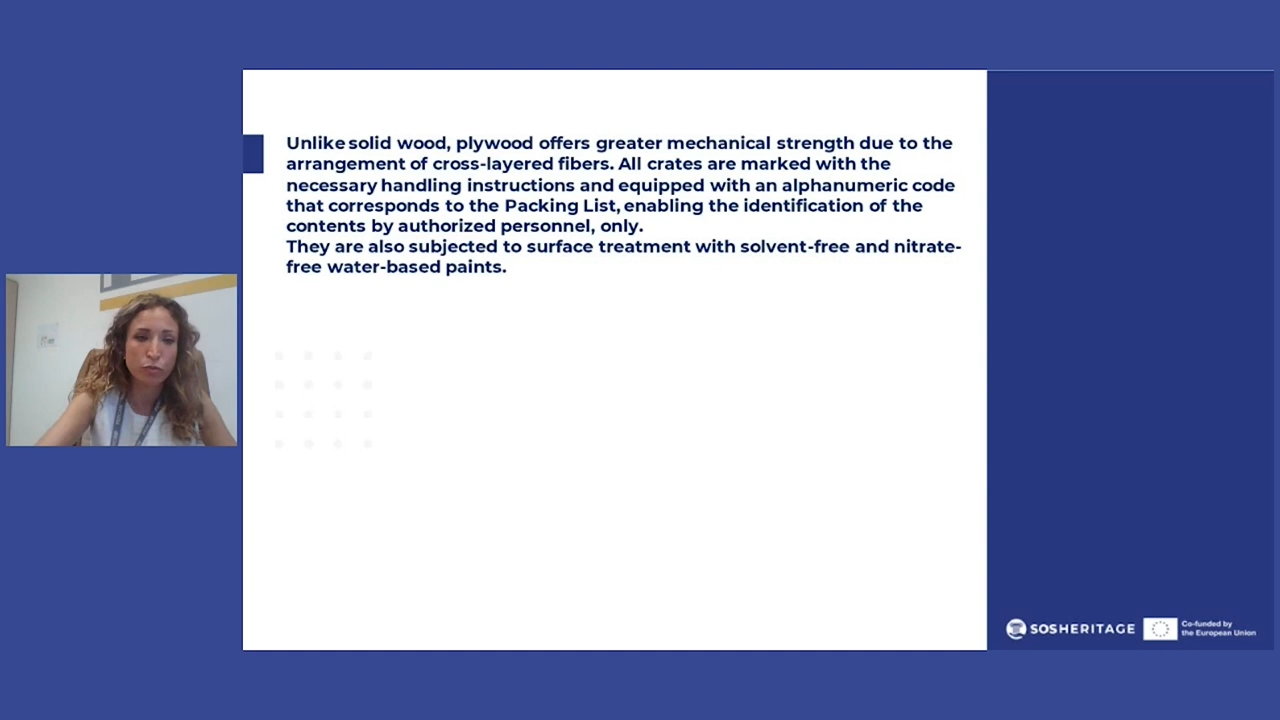 Unlike solid wood, plywood offers greater mechanical strength due to the
arrangement of cross-layered fibers. All crates are marked with the
necessary handling instructions and equipped with an alphanumeric code
that corresponds to the Packing List, enabling the identification of the
contents by authorized personnel, only.
They are also subjected to surface treatment with solvent-free and nitrate-
free water-based paints.
SOSHERITAGE
Co-funded by
the European Union